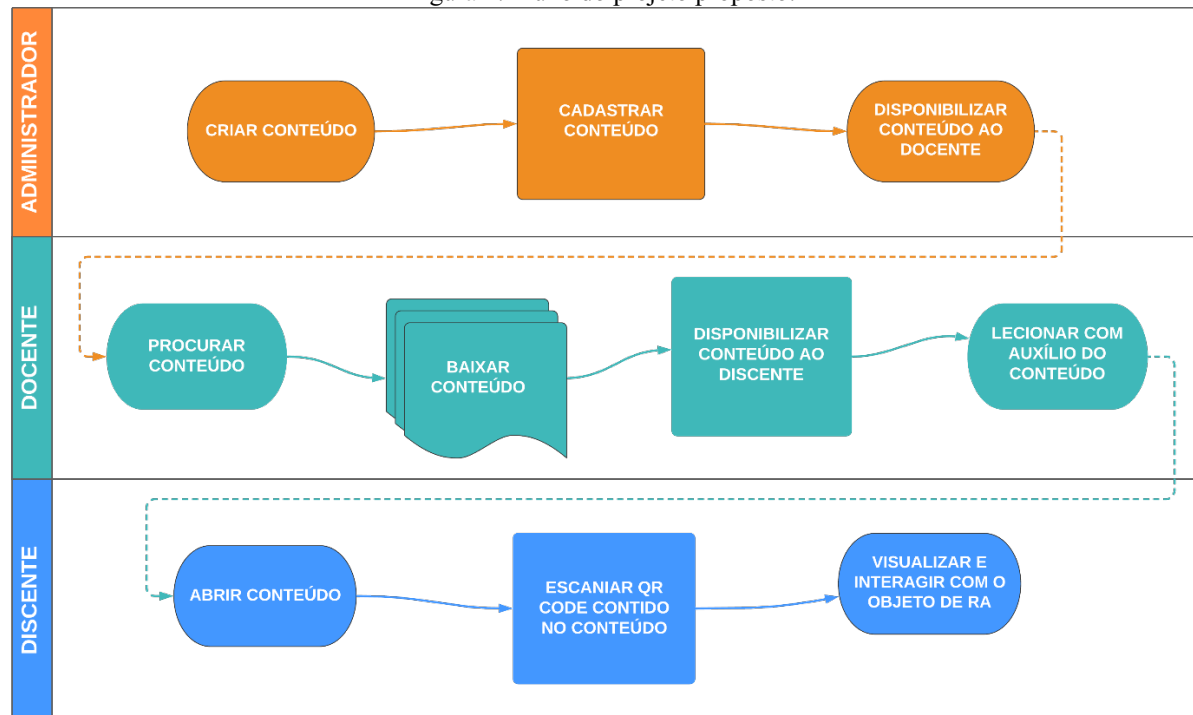 ADMINISTRADOR
CRIAR CONTEÚDO
CADASTRAR
CONTEÚDO
DISPONIBILIZAR
CONTEÚDO AO
DOCENTE
DOCENTE
PROCURAR
CONTEÚDO
BAIXAR
CONTEÚDO
DISPONIBILIZAR
CONTEÚDO AO
DISCENTE
LECIONAR COM
AUXÍLIO DO
CONTEÚDO
DISCENTE
ABRIR CONTEÚDO
ESCANIAR QR
CODE CONTIDO
NO CONTEÚDO
VISUALIZAR E
INTERAGIR COM O
OBJETO DE RA